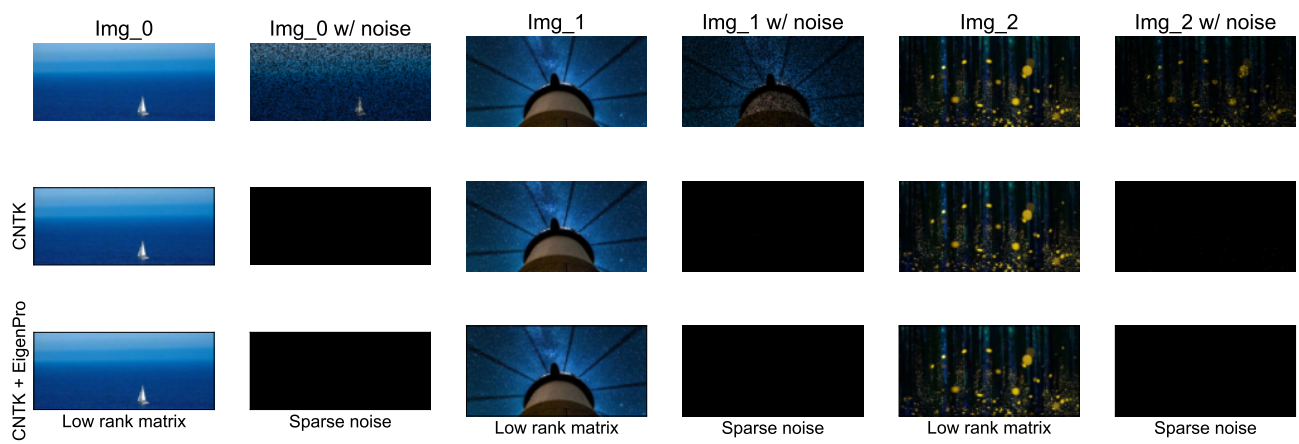 Img_0
Img_0 w/ noise
Img_1
Img_1 w/ noise
Img_2
Img_2 w/ noise
CNTK
CNTK + EigenPro
Low rank matrix
Sparse noise
Low rank matrix
Sparse noise
Low rank matrix
Sparse noise